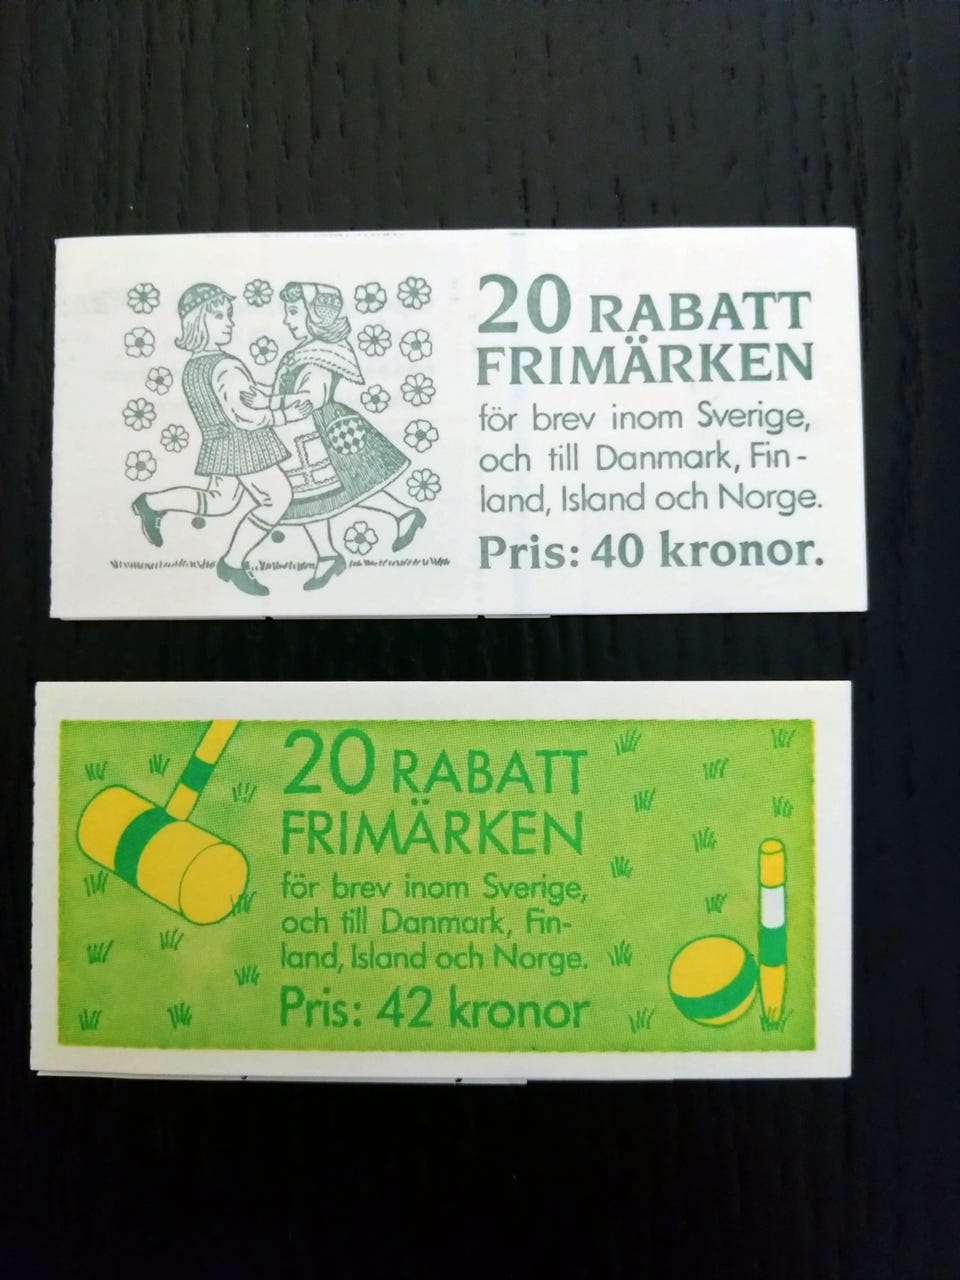 20 RABATT
FRIMÄRKEN
för brev inom Sverige,
och till Danmark, Fin-
land, Island och Norge.
Pris: 40 kronor.
20 RABATT
FRIMÄRKEN
för brev inom Sverige,
och till Danmark, Fin-
land, Island och Norge.
Pris: 42 kronor